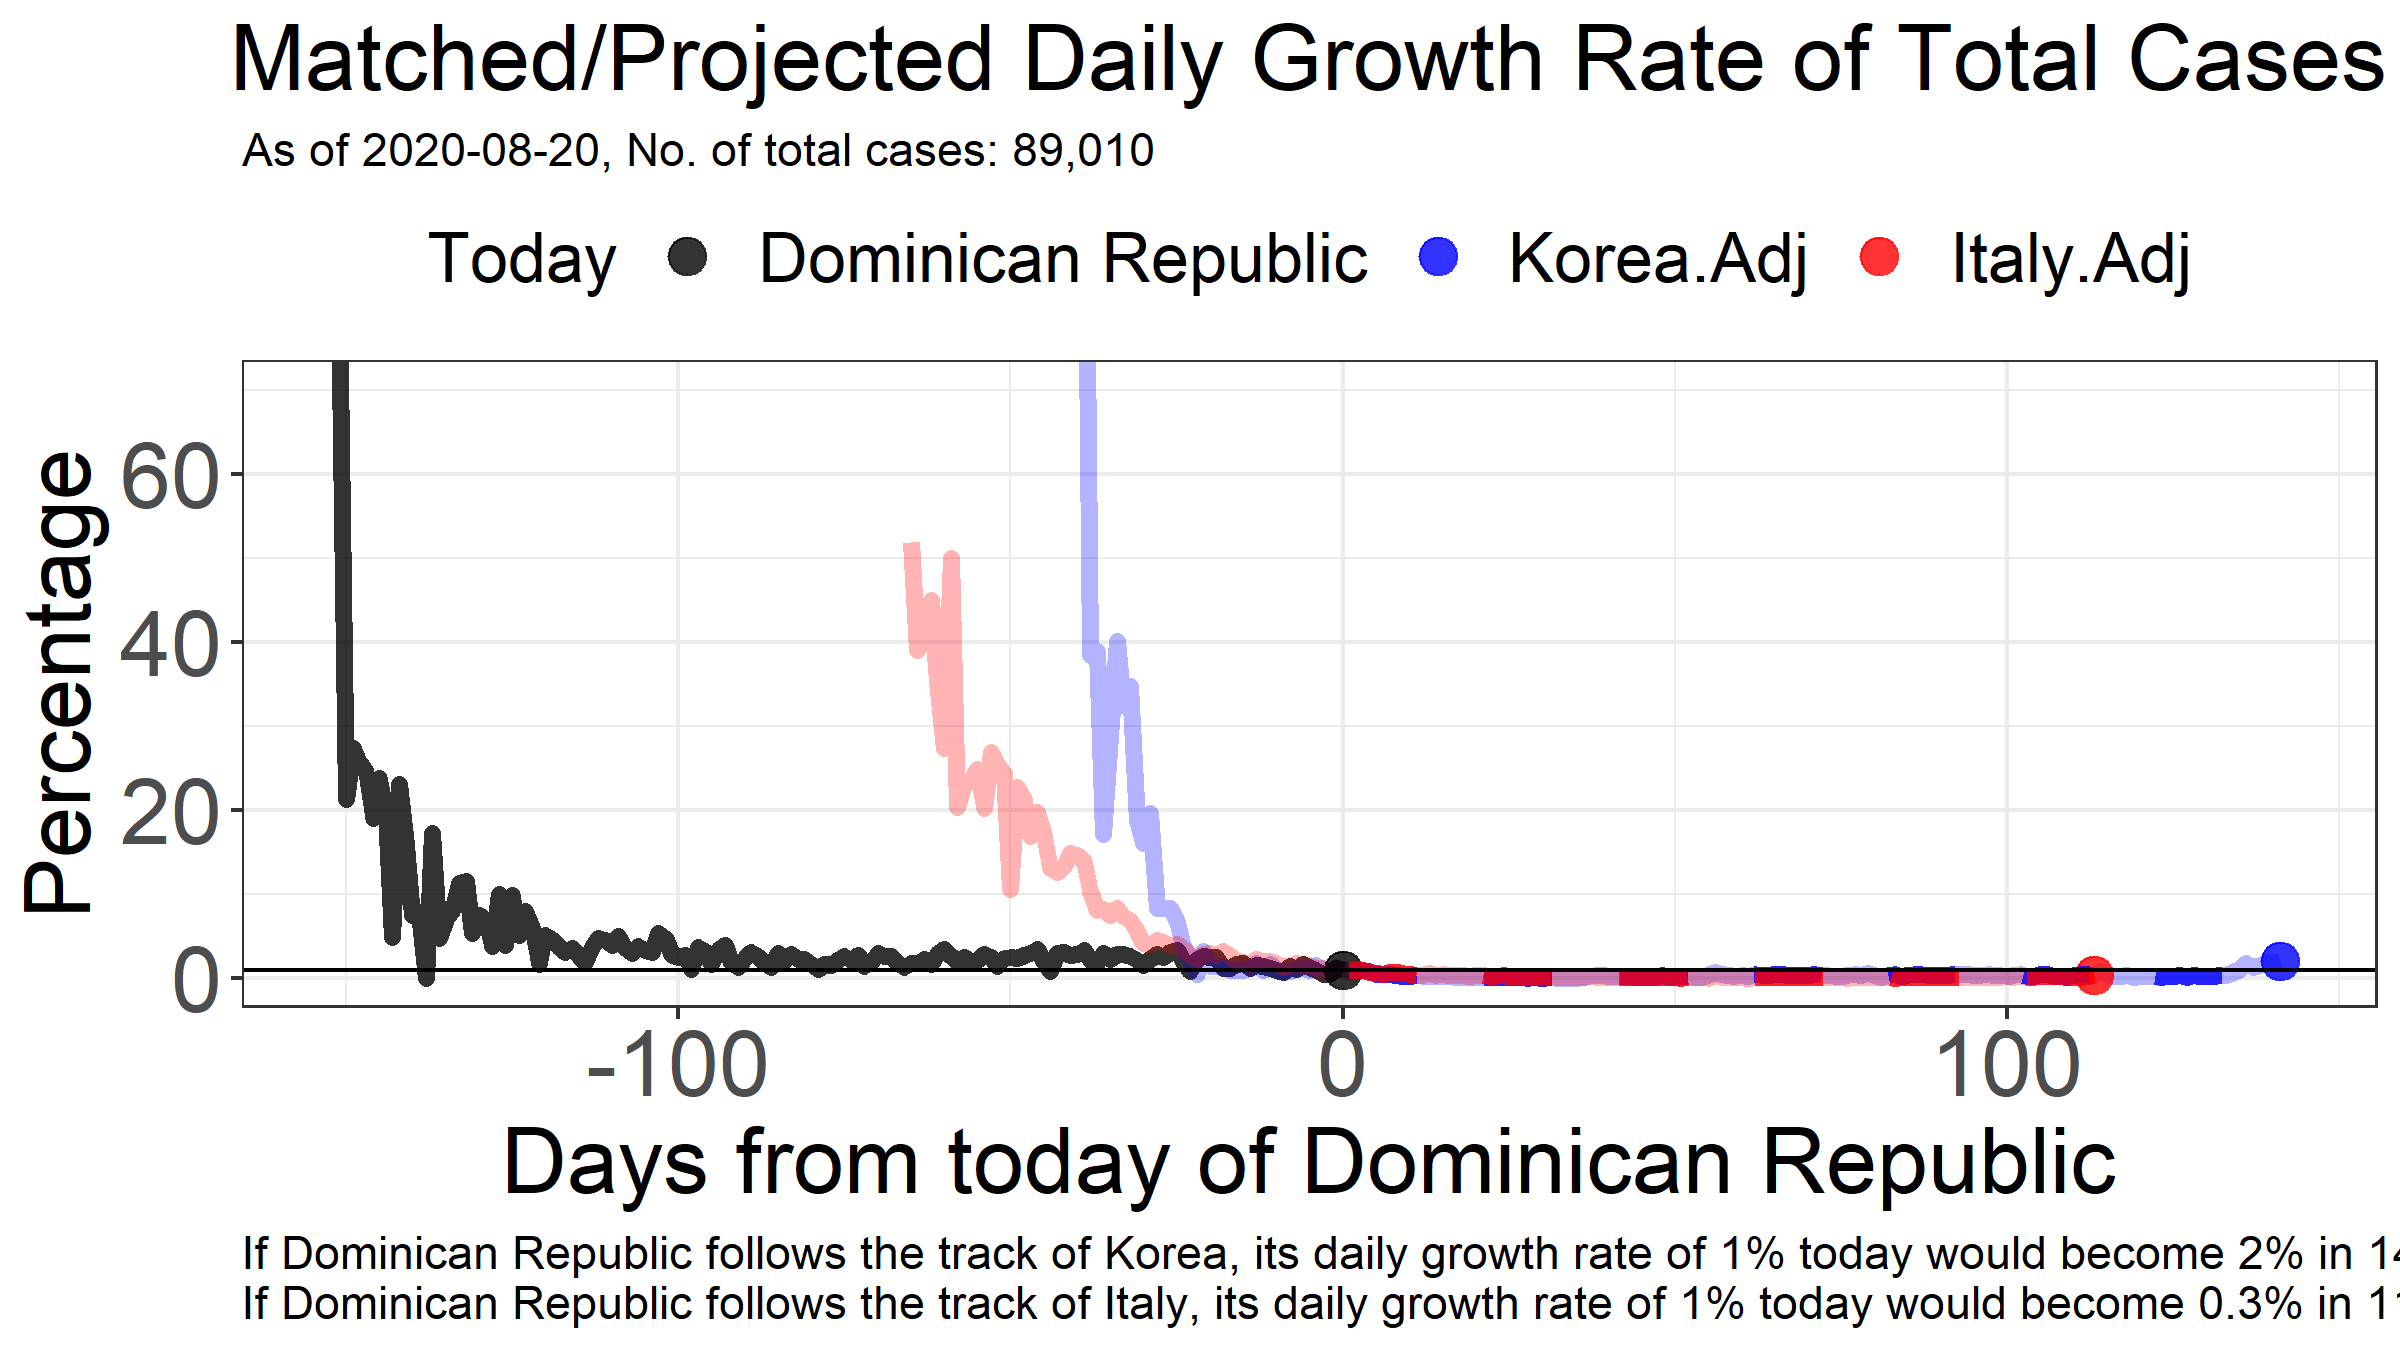 Matched/Projected Daily Growth Rate of Total Cases
As of 2020-08-20, No. of total cases: 89,010
Today Dominican Republic Korea.Adj Italy.Adj
Percentage
60
40
20
0
-100 0 100
Days from today of Dominican Republic
If Dominican Republic follows the track of Korea, its daily growth rate of 1% today would become 2% in
If Dominican Republic follows the track of Italy, its daily growth rate of 1% today would become 0.3% in